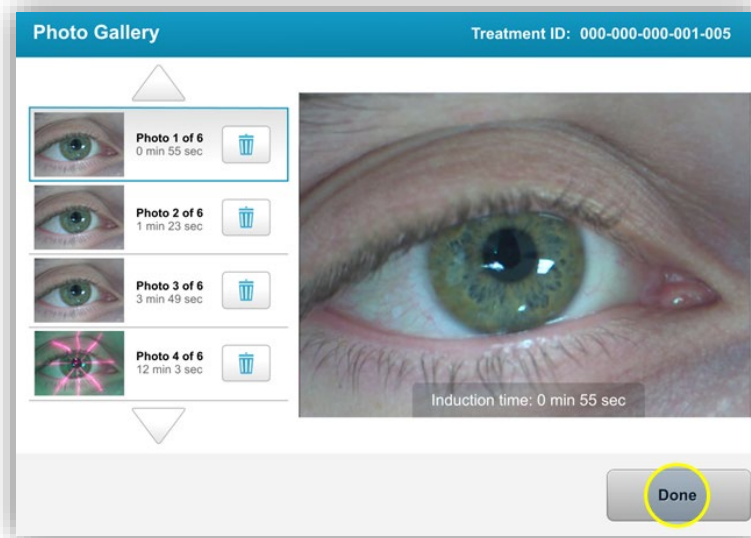 Photo Gallery
Treatment ID: 000-000-000-001-005
Photo 1 of 6
0 min 55 sec
Photo 2 of 6
1 min 23 sec
Photo 3 of 6
3 min 49 sec
Photo 4 of 6
12 min 3 sec
Induction time: 0 min 55 sec
Done